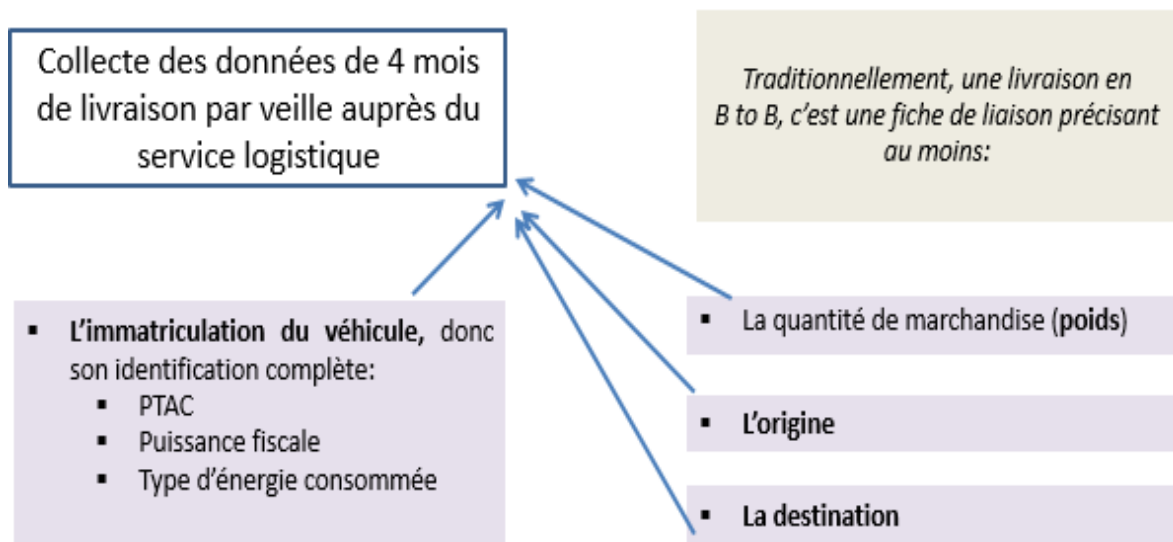 Collecte des données de 4 mois
de livraison par veille auprès du
service logistique
Traditionnellement, une livraison en
B to B, c’est une fiche de liaison précisant
au moins:
▪ L’immatriculation du véhicule, donc
son identification complète:
▪ PTAC
▪ Puissance fiscale
▪ Type d’énergie consommée
▪ La quantité de marchandise (poids)
▪ L’origine
▪ La destination